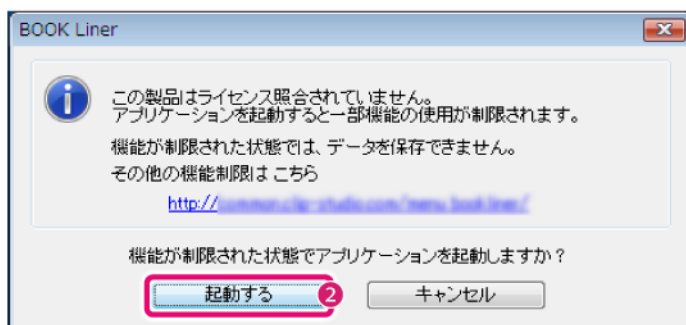 BOOK Liner
この製品はライセンス照合されていません。
アプリケーションを起動すると一部機能の使用が制限されます。
機能が制限された状態では、データを保存できません。
その他の機能制限は こちら
http://
機能が制限された状態でアプリケーションを起動しますか？
起動する 2 キャンセル